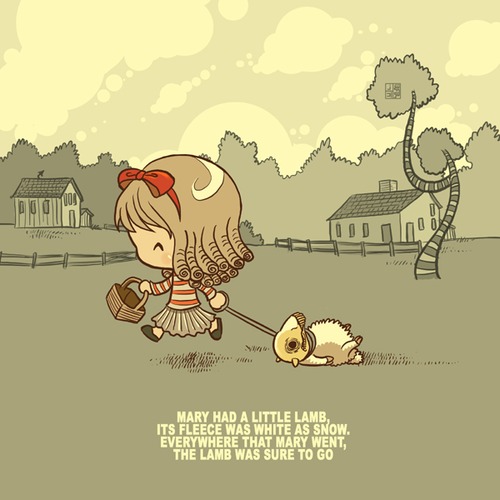 MARY HAD A LITTLE LAMB,
ITS FLEECE WAS WHITE AS SNOW.
EVERYWHERE THAT MARY WENT,
THE LAMB WAS SURE TO GO